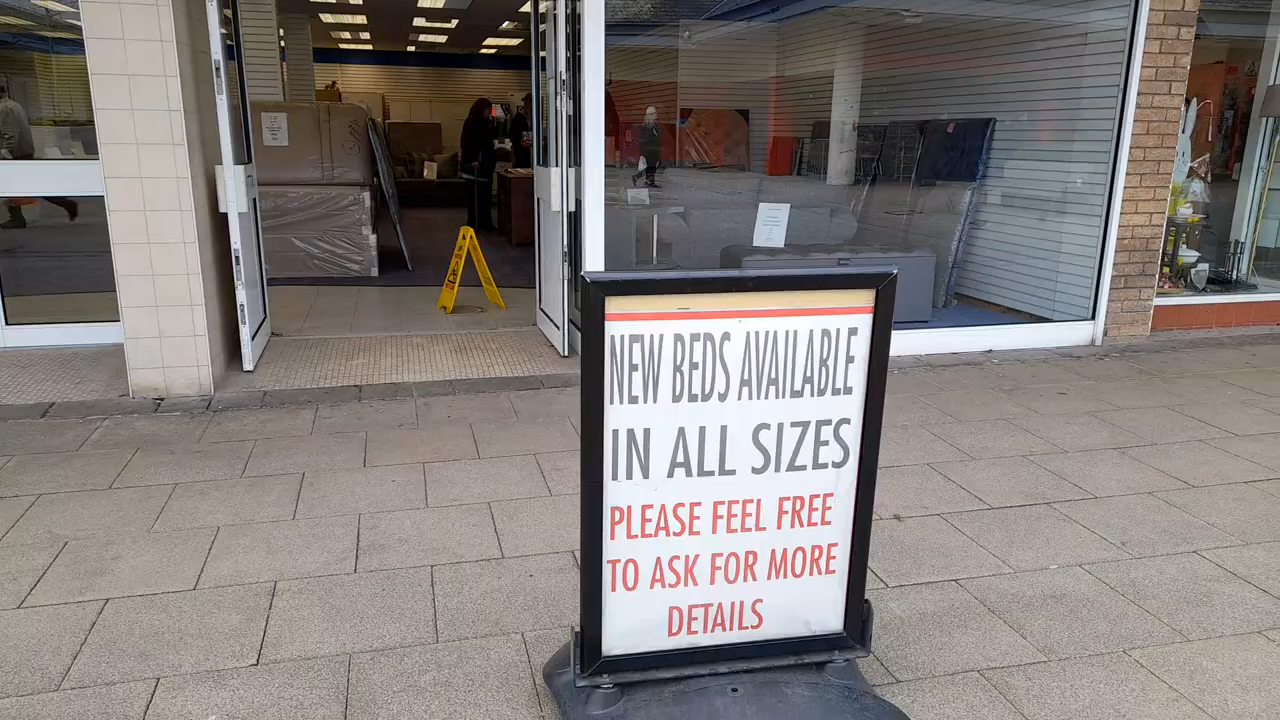 NEW BEDS AVAILABLE
IN ALL SIZES
PLEASE FEEL FREE
TO ASK FOR MORE
DETAILS